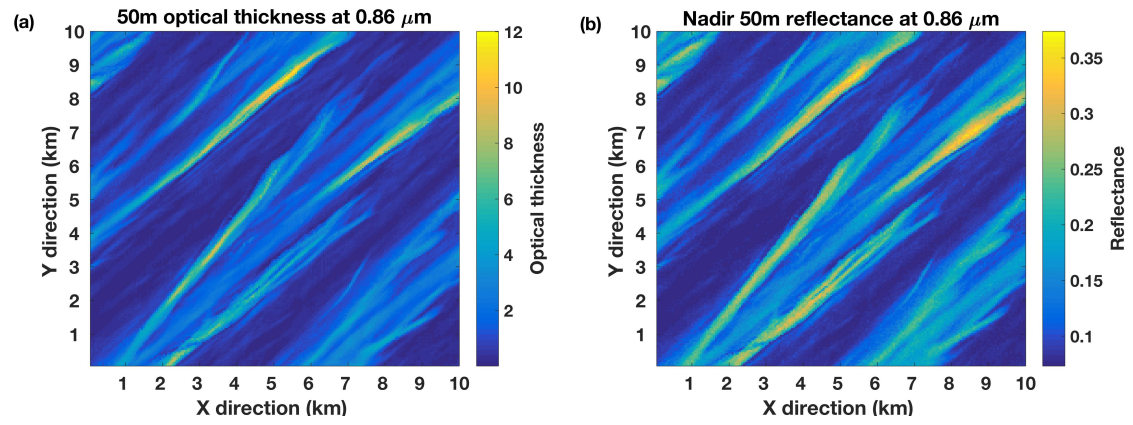 (a)
50m optical thickness at 0.86 μm
10
9
8
7
6
5
4
3
2
1
Y direction (km)
1 2 3 4 5 6 7 8 9 10
X direction (km)
12
10
8
6
4
2
Optical thickness
(b)
Nadir 50m reflectance at 0.86 μm
10
9
8
7
6
5
4
3
2
1
Y direction (km)
1 2 3 4 5 6 7 8 9 10
X direction (km)
0.35
0.3
0.25
0.2
0.15
0.1
Reflectance